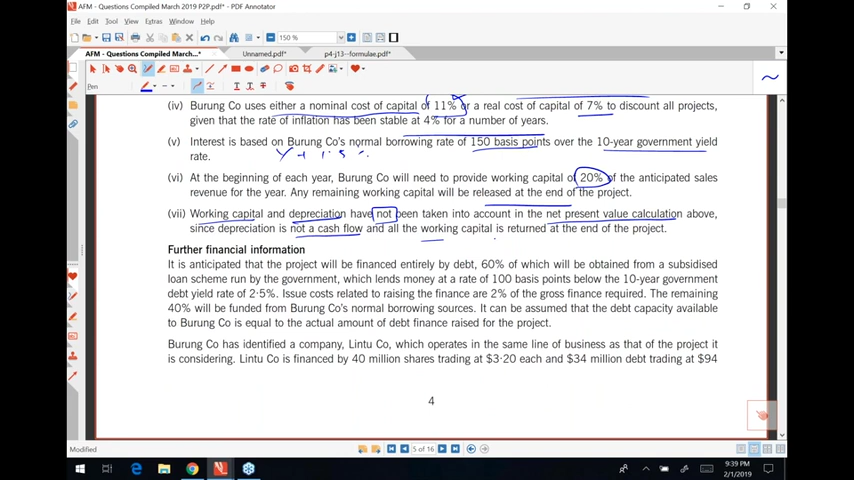 AFM - Questions Compiled March 2019 P2P.pdf* - PDF Annotator
File Edit View Tool Extras Window Help
150 %
AFM - Questions Compiled March...* Unnamed.pdf* p4-j13--formulae.pdf*
Pen
(iv) Burung Co uses either a nominal cost of capital of 11% or a real cost of capital of 7% to discount all projects,
given that the rate of inflation has been stable at 4% for a number of years.
(v) Interest is based on Burung Co's normal borrowing rate of 150 basis points over the 10-year government yield
rate.
Y + 1.5 %
(vi) At the beginning of each year, Burung Co will need to provide working capital of 20% of the anticipated sales
revenue for the year. Any remaining working capital will be released at the end of the project.
(vii) Working capital and depreciation have not been taken into account in the net present value calculation above,
since depreciation is not a cash flow and all the working capital is returned at the end of the project.
Further financial information
It is anticipated that the project will be financed entirely by debt, 60% of which will be obtained from a subsidised
loan scheme run by the government, which lends money at a rate of 100 basis points below the 10-year government
debt yield rate of 2·5%. Issue costs related to raising the finance are 2% of the gross finance required. The remaining
40% will be funded from Burung Co's normal borrowing sources. It can be assumed that the debt capacity available
to Burung Co is equal to the actual amount of debt finance raised for the project.
Burung Co has identified a company, Lintu Co, which operates in the same line of business as that of the project it
is considering. Lintu Co is financed by 40 million shares trading at $3·20 each and $34 million debt trading at $94
4
Modified
5 of 16
9:39 PM
2/1/2019